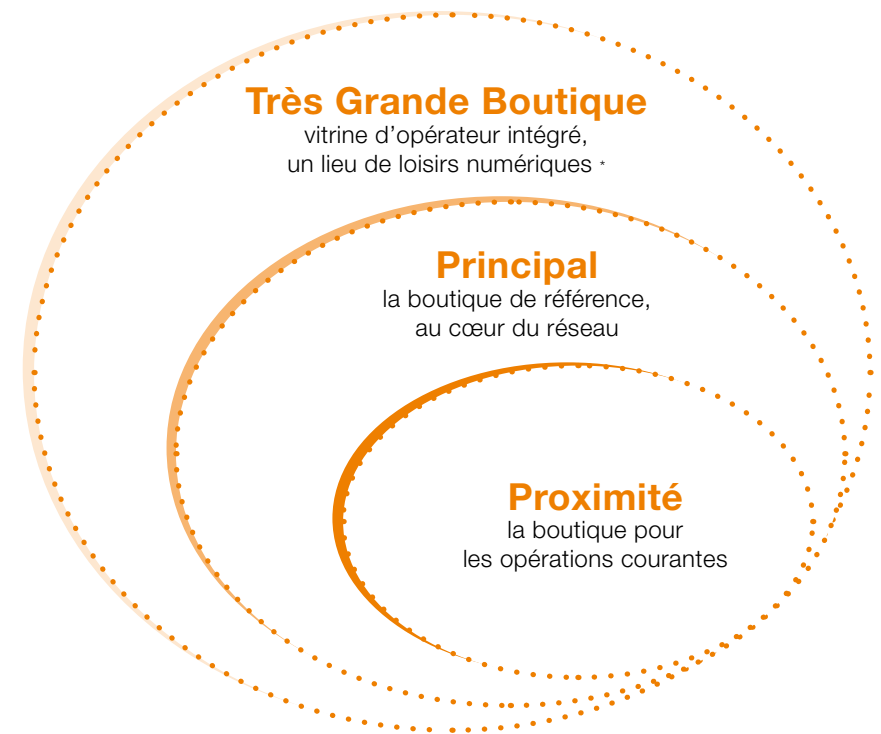 Très Grande Boutique
vitrine d’opérateur intégré,
un lieu de loisirs numériques *
Principal
la boutique de référence,
au cœur du réseau
Proximité
la boutique pour
les opérations courantes